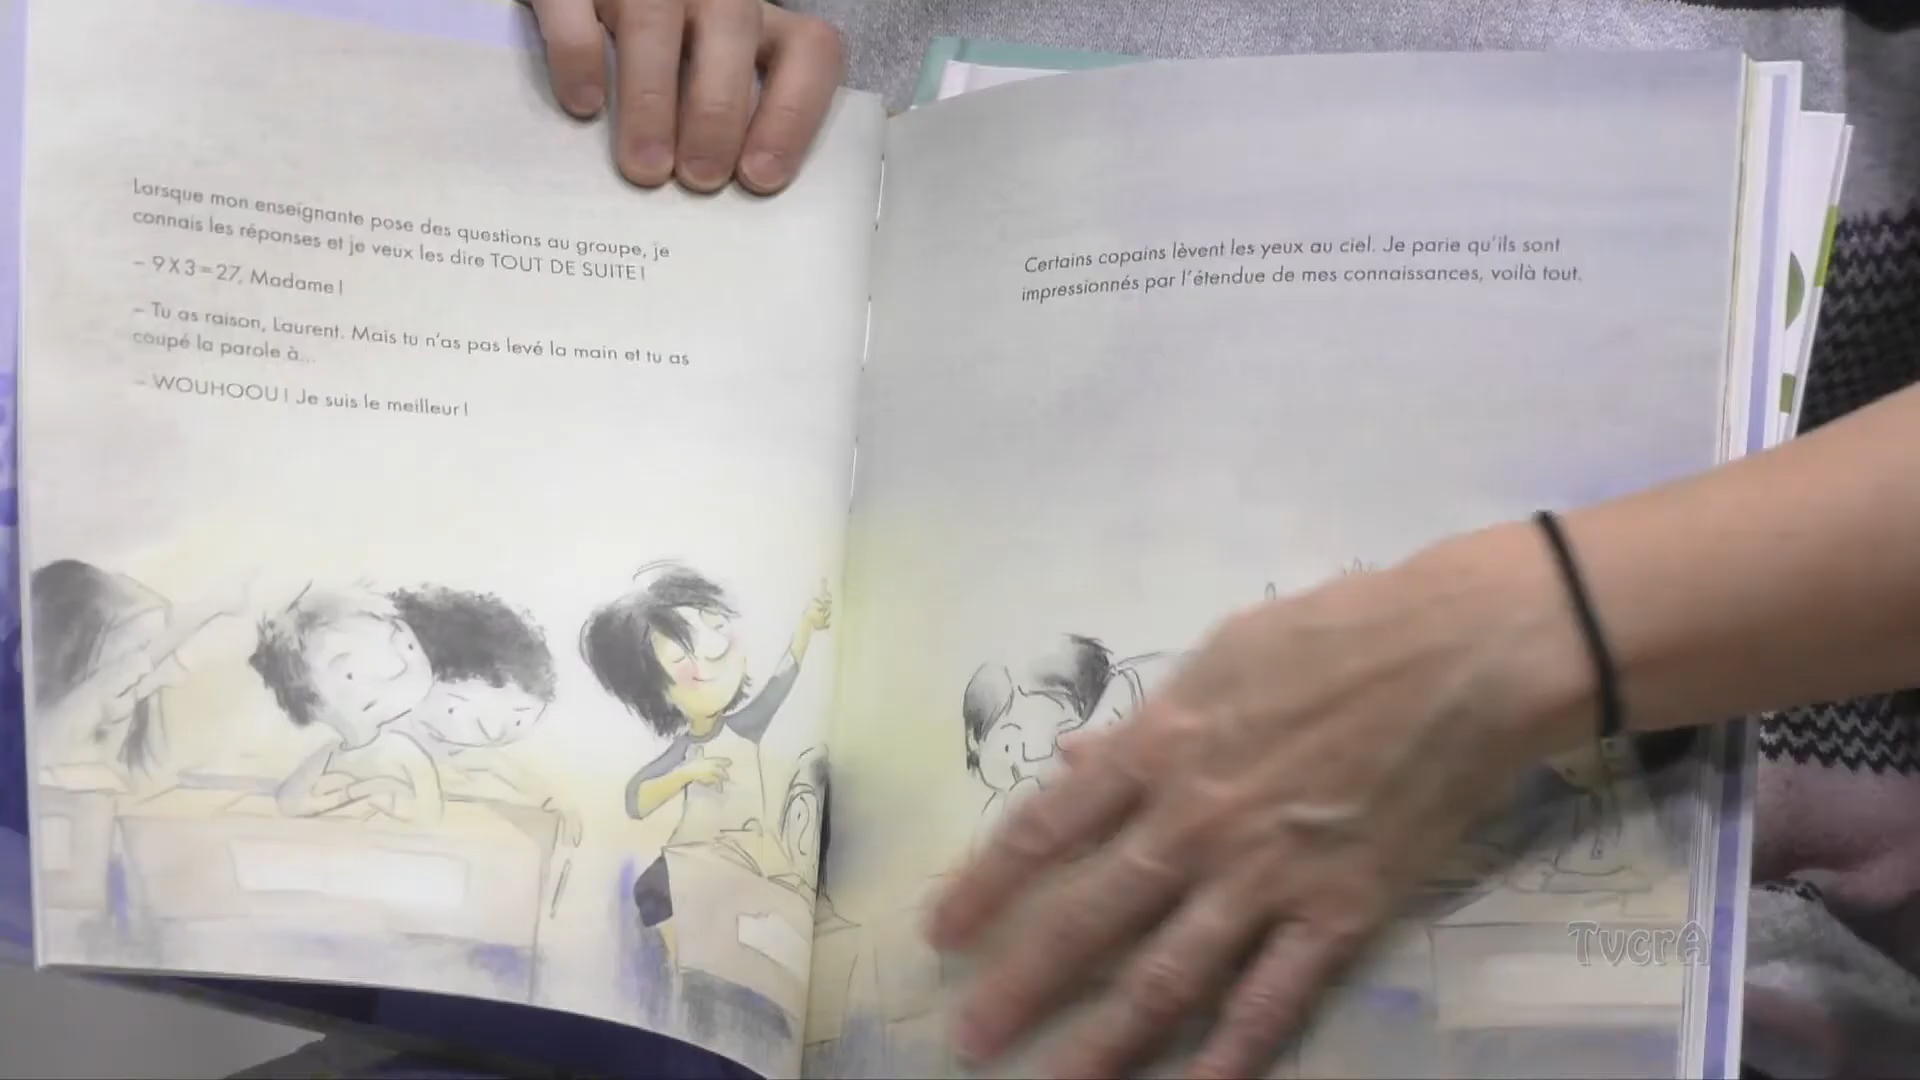 Lorsque mon enseignante pose des questions au groupe, je
connais les réponses et je veux les dire TOUT DE SUITE !
– 9 X 3 = 27, Madame !
– Tu as raison, Laurent. Mais tu n'as pas levé la main et tu as
coupé la parole à...
– WOUHOOU ! Je suis le meilleur !
Certains copains lèvent les yeux au ciel. Je parie qu'ils sont
impressionnés par l'étendue de mes connaissances, voilà tout.
TvcrA